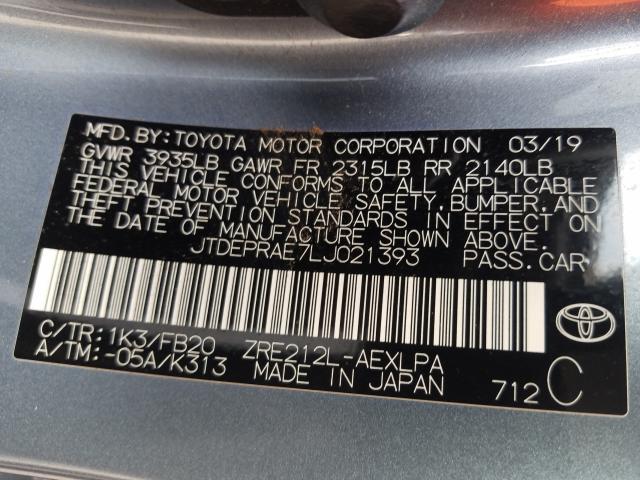 MFD. BY: TOYOTA MOTOR CORPORATION 03/19
GVWR 3935LB GAWR FR 2315LB RR 2140LB
THIS VEHICLE CONFORMS TO ALL APPLICABLE
FEDERAL MOTOR VEHICLE SAFETY, BUMPER, AND
THEFT PREVENTION STANDARDS IN EFFECT ON
THE DATE OF MANUFACTURE SHOWN ABOVE.
JTDEPRAE7LJ021393 PASS. CAR
C/TR: 1K3/FB20 ZRE212L-AEXLPA
A/TM: -05A/K313 MADE IN JAPAN 712 C